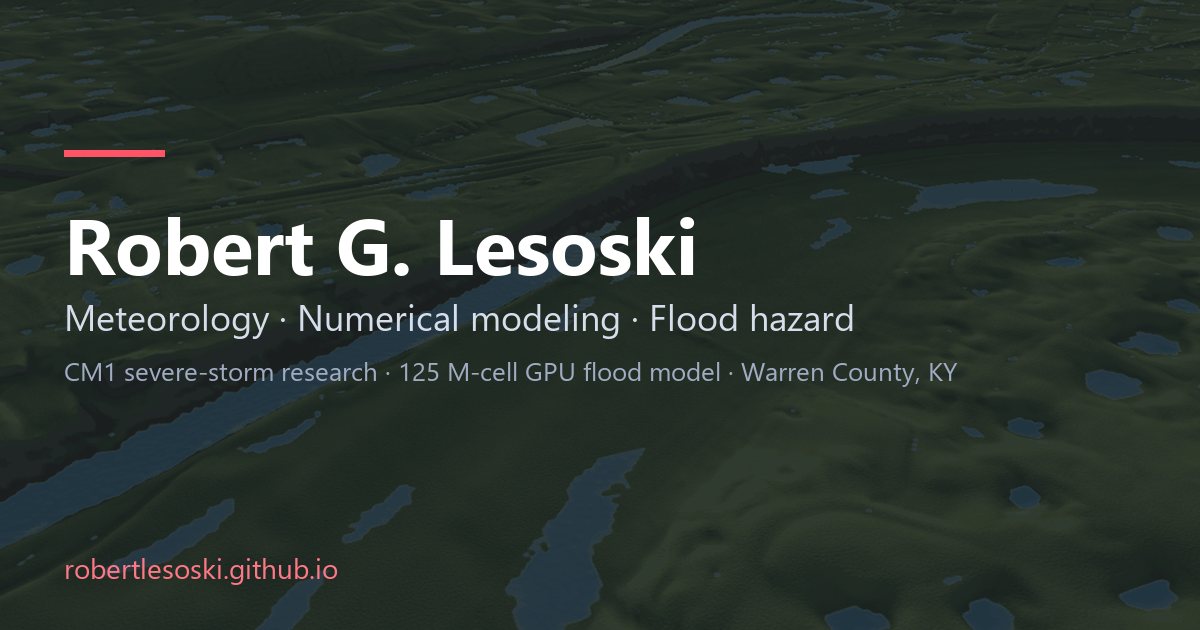 Robert G. Lesoski
Meteorology · Numerical modeling · Flood hazard
CM1 severe-storm research · 125 M-cell GPU flood model · Warren County, KY
robertlesoski.github.io